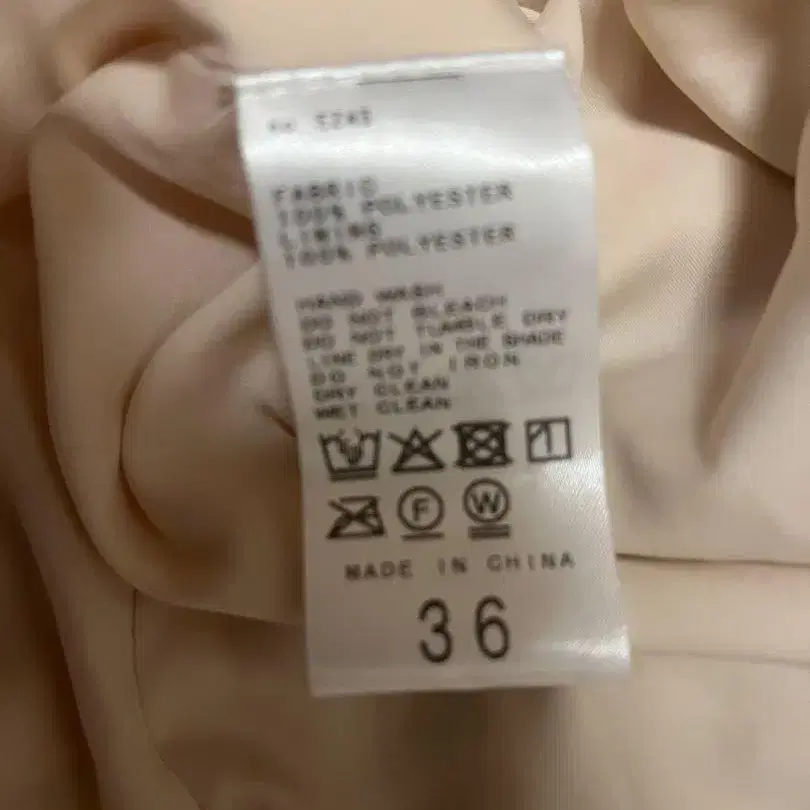 FABRIC
100% POLYESTER
LINING
100% POLYESTER
HAND WASH
DO NOT BLEACH
DO NOT TUMBLE DRY
LINE DRY IN THE SHADE
DO NOT IRON
DRY CLEAN
WET CLEAN
F W
MADE IN CHINA
36